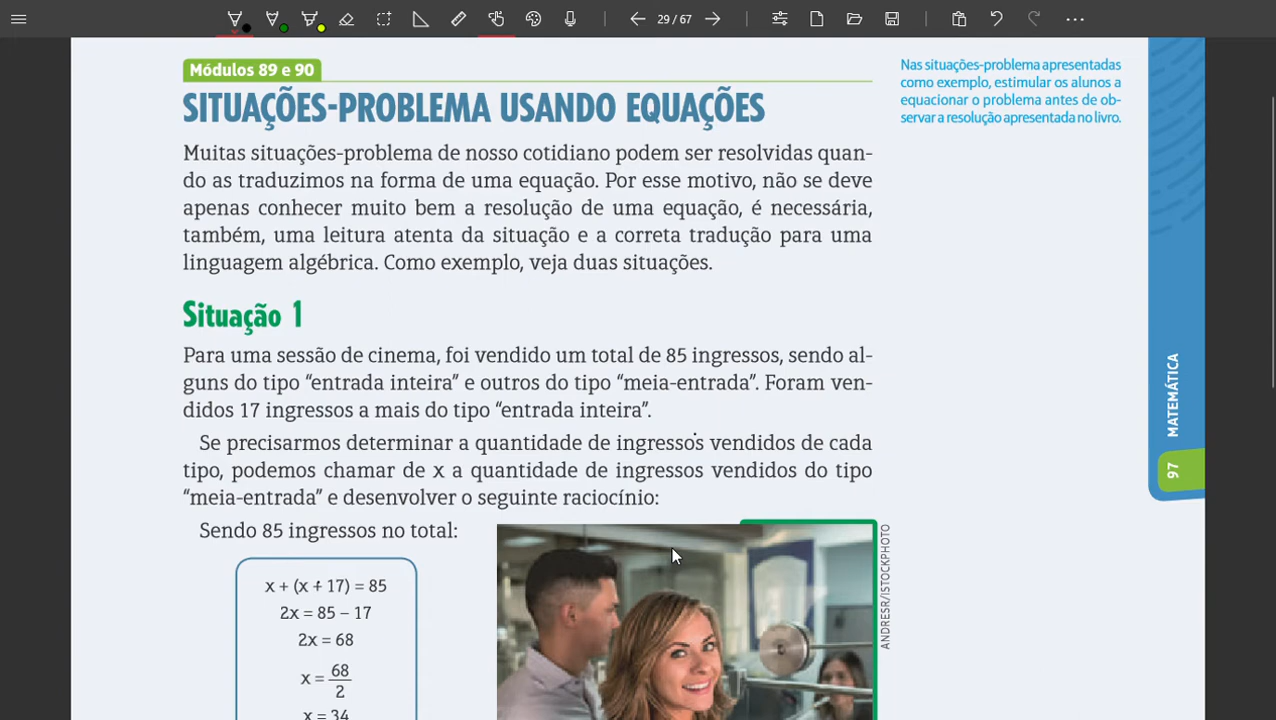 29 / 67
Módulos 89 e 90
SITUAÇÕES-PROBLEMA USANDO EQUAÇÕES
Muitas situações-problema de nosso cotidiano podem ser resolvidas quan-
do as traduzimos na forma de uma equação. Por esse motivo, não se deve
apenas conhecer muito bem a resolução de uma equação, é necessária,
também, uma leitura atenta da situação e a correta tradução para uma
linguagem algébrica. Como exemplo, veja duas situações.
Nas situações-problema apresentadas
como exemplo, estimular os alunos a
equacionar o problema antes de ob-
servar a resolução apresentada no livro.
Situação 1
Para uma sessão de cinema, foi vendido um total de 85 ingressos, sendo al-
guns do tipo “entrada inteira” e outros do tipo “meia-entrada”. Foram ven-
didos 17 ingressos a mais do tipo “entrada inteira”.
Se precisarmos determinar a quantidade de ingressos vendidos de cada
tipo, podemos chamar de x a quantidade de ingressos vendidos do tipo
“meia-entrada” e desenvolver o seguinte raciocínio:
Sendo 85 ingressos no total:
x + (x + 17) = 85
2x = 85 – 17
2x = 68
x = 68/2
x = 34
ANDRESR/ISTOCKPHOTO
MATEMÁTICA
97